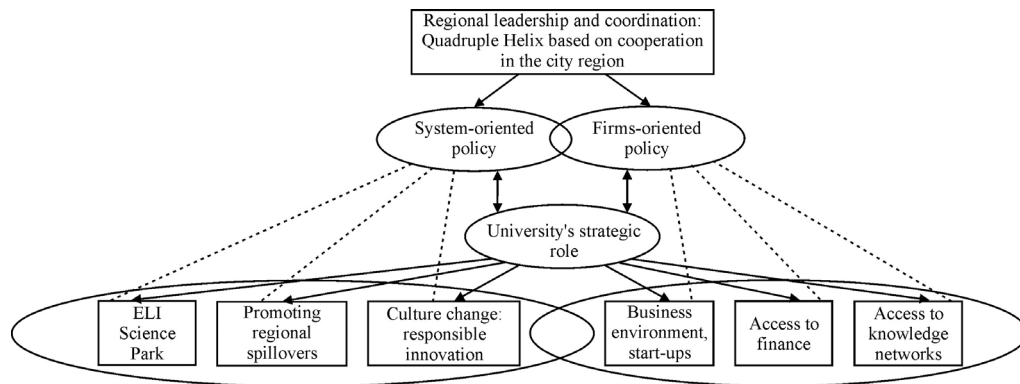 Regional leadership and coordination:
Quadruple Helix based on cooperation
in the city region
System-oriented
policy
Firms-oriented
policy
University's strategic
role
ELI
Science
Park
Promoting
regional
spillovers
Culture change:
responsible
innovation
Business
environment,
start-ups
Access to
finance
Access to
knowledge
networks